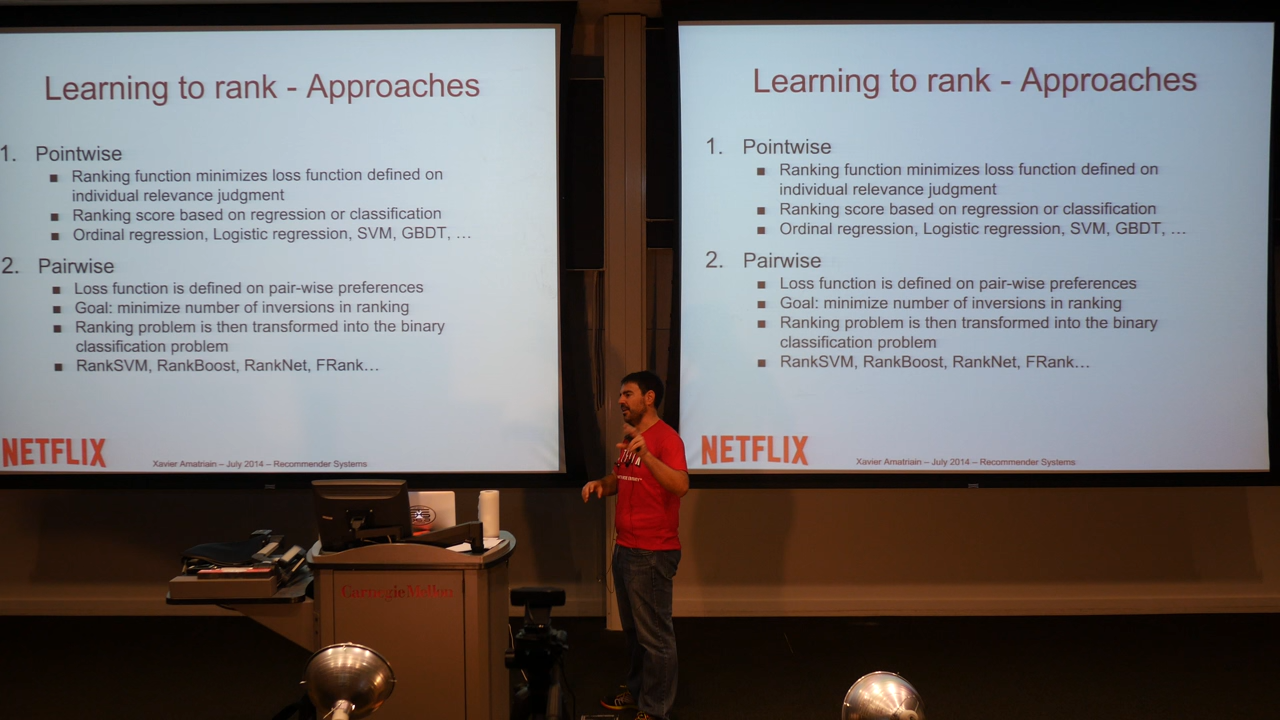 Learning to rank - Approaches
1. Pointwise
■ Ranking function minimizes loss function defined on
individual relevance judgment
■ Ranking score based on regression or classification
■ Ordinal regression, Logistic regression, SVM, GBDT, …
2. Pairwise
■ Loss function is defined on pair-wise preferences
■ Goal: minimize number of inversions in ranking
■ Ranking problem is then transformed into the binary
classification problem
■ RankSVM, RankBoost, RankNet, FRank…
NETFLIX
Xavier Amatriain – July 2014 – Recommender Systems
Learning to rank - Approaches
1. Pointwise
■ Ranking function minimizes loss function defined on
individual relevance judgment
■ Ranking score based on regression or classification
■ Ordinal regression, Logistic regression, SVM, GBDT, …
2. Pairwise
■ Loss function is defined on pair-wise preferences
■ Goal: minimize number of inversions in ranking
■ Ranking problem is then transformed into the binary
classification problem
■ RankSVM, RankBoost, RankNet, FRank…
NETFLIX
Xavier Amatriain – July 2014 – Recommender Systems
Carnegie Mellon